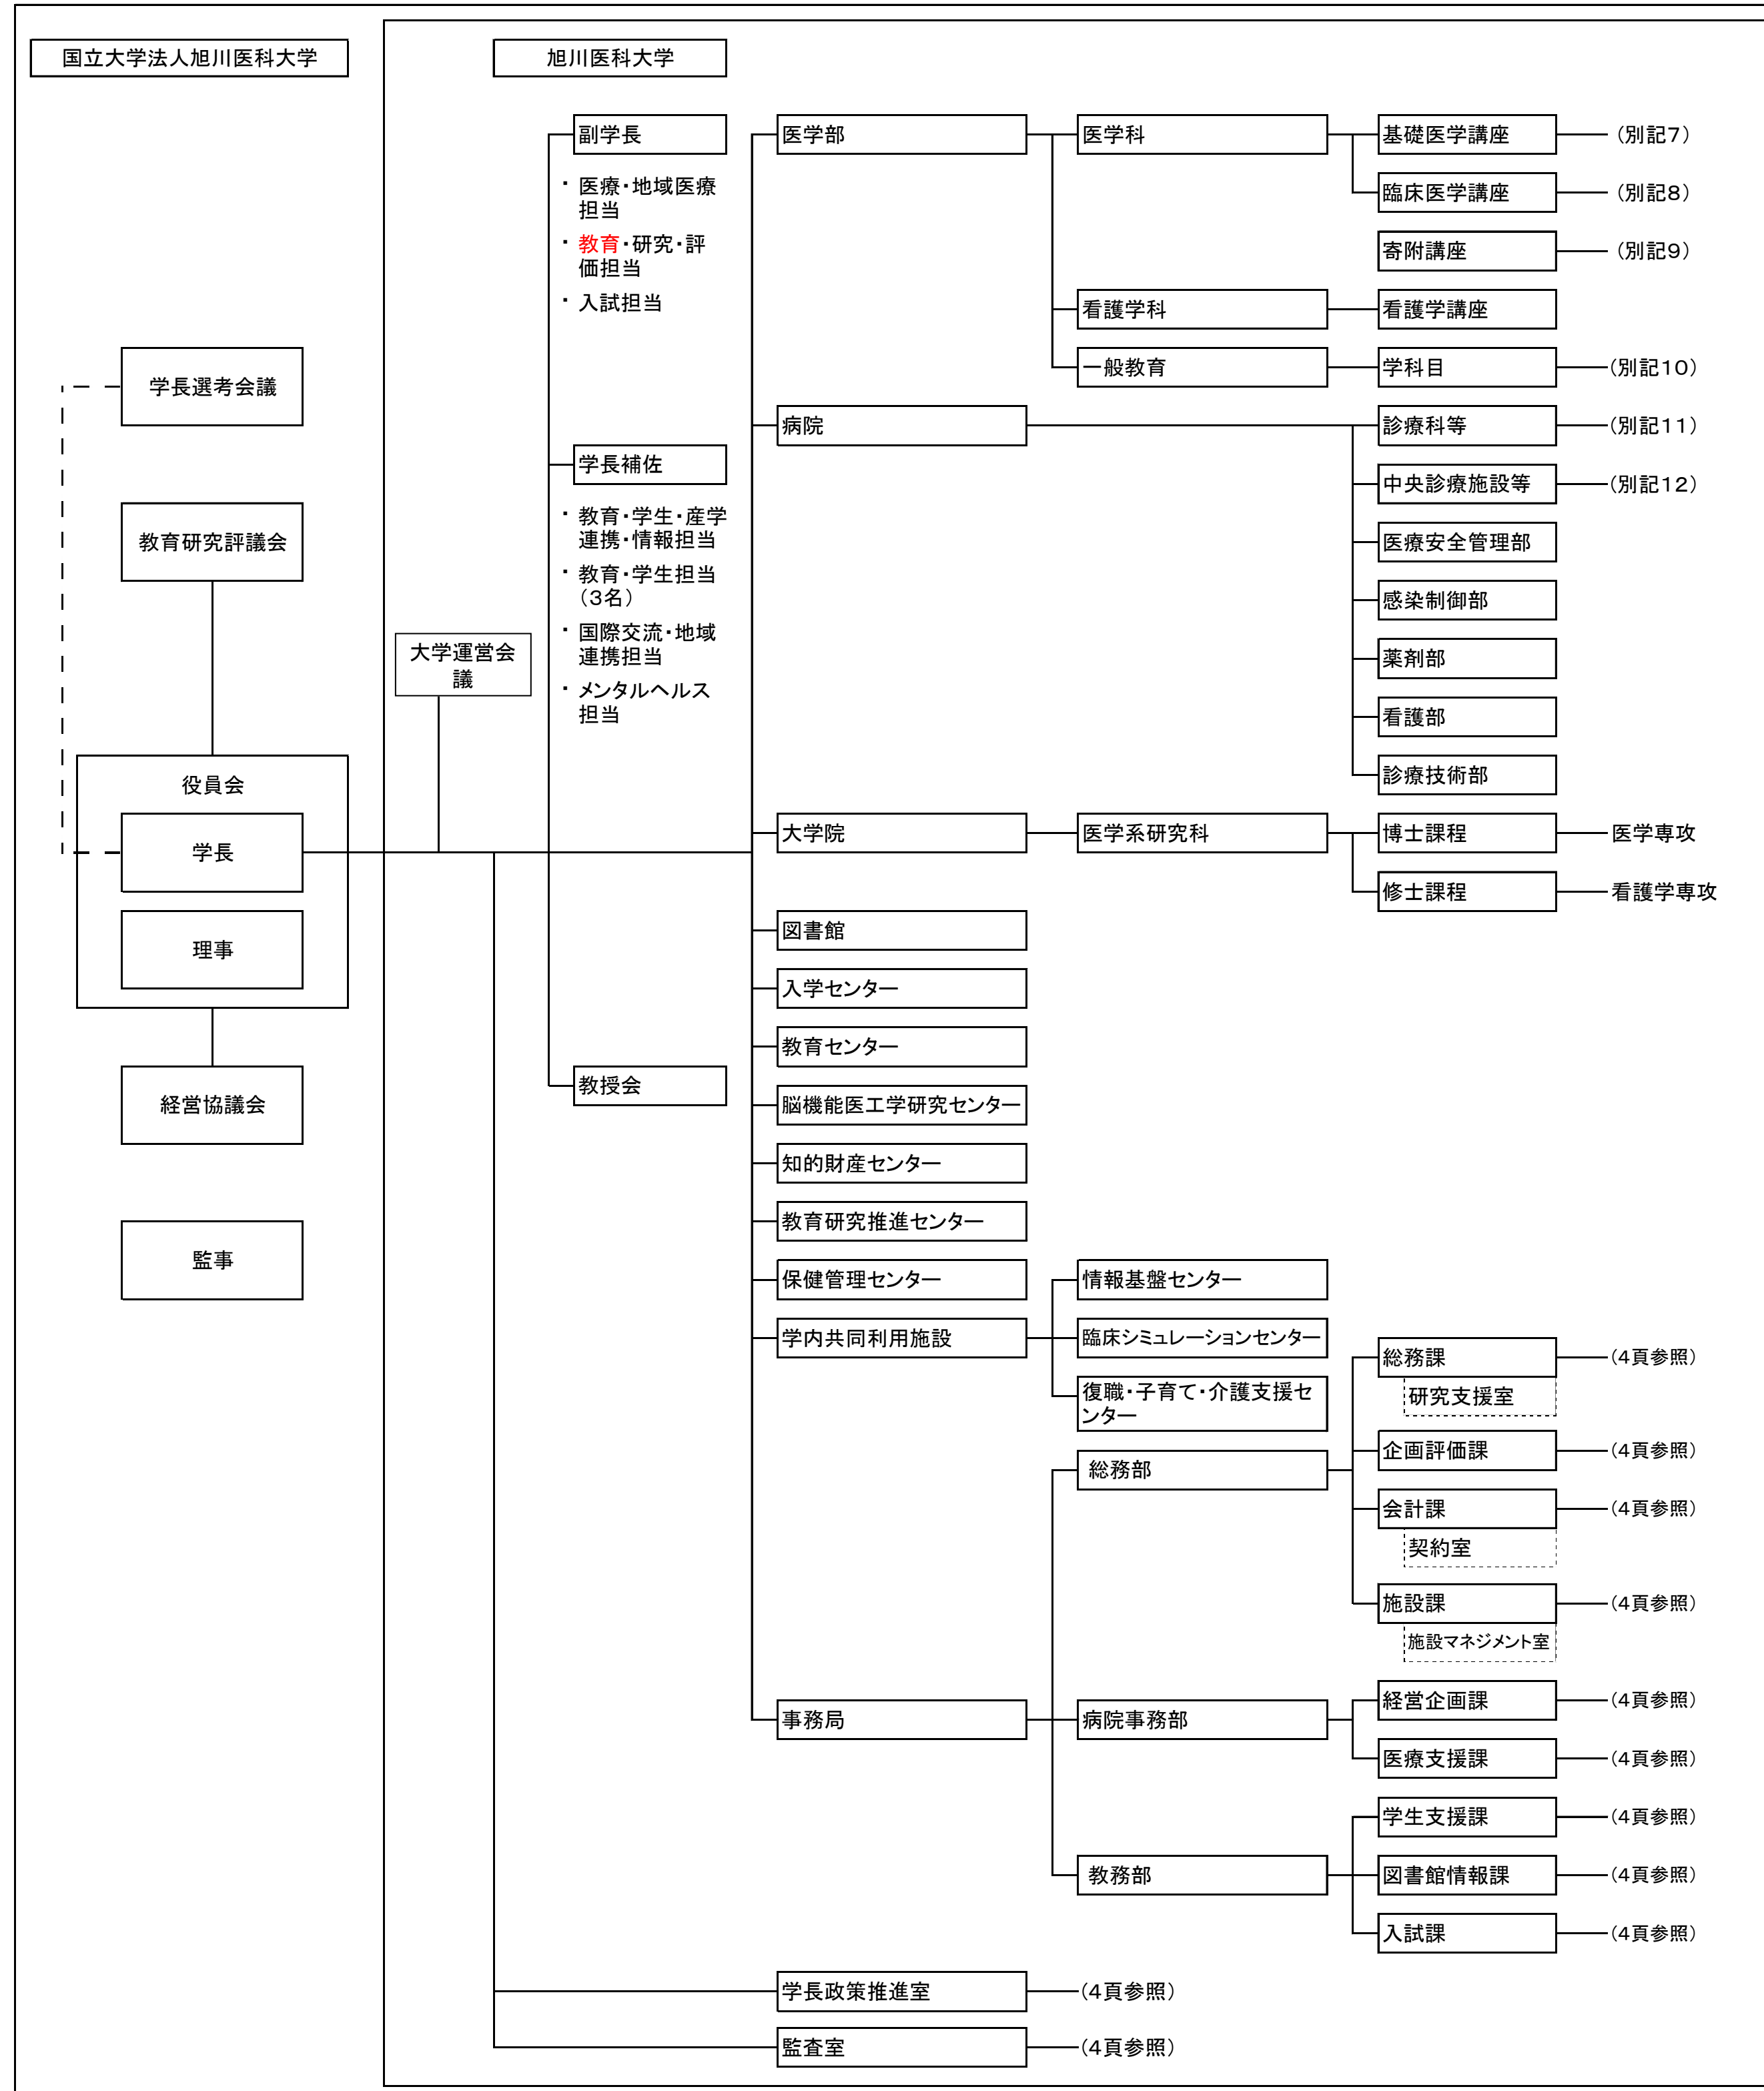 国立大学法人旭川医科大学
旭川医科大学
副学長
・医療・地域医療
担当
・教育・研究・評
価担当
・入試担当
学長補佐
・教育・学生・産学
連携・情報担当
・教育・学生担当
（３名）
・国際交流・地域
連携担当
・メンタルヘルス
担当
教授会
学長選考会議
教育研究評議会
役員会
学長
理事
経営協議会
監事
大学運営会
議
医学部
医学科
基礎医学講座
（別記７）
臨床医学講座
（別記８）
寄附講座
（別記９）
看護学科
看護学講座
一般教育
学科目
（別記１０）
病院
診療科等
（別記１１）
中央診療施設等
（別記１２）
医療安全管理部
感染制御部
薬剤部
看護部
診療技術部
大学院
医学系研究科
博士課程
医学専攻
修士課程
看護学専攻
図書館
入学センター
教育センター
脳機能医工学研究センター
知的財産センター
教育研究推進センター
保健管理センター
学内共同利用施設
情報基盤センター
臨床シミュレーションセンター
復職・子育て・介護支援セ
ンター
事務局
総務部
総務課
（４頁参照）
研究支援室
企画評価課
（４頁参照）
会計課
（４頁参照）
契約室
施設課
（４頁参照）
施設マネジメント室
病院事務部
経営企画課
（４頁参照）
医療支援課
（４頁参照）
教務部
学生支援課
（４頁参照）
図書館情報課
（４頁参照）
入試課
（４頁参照）
学長政策推進室
（４頁参照）
監査室
（４頁参照）